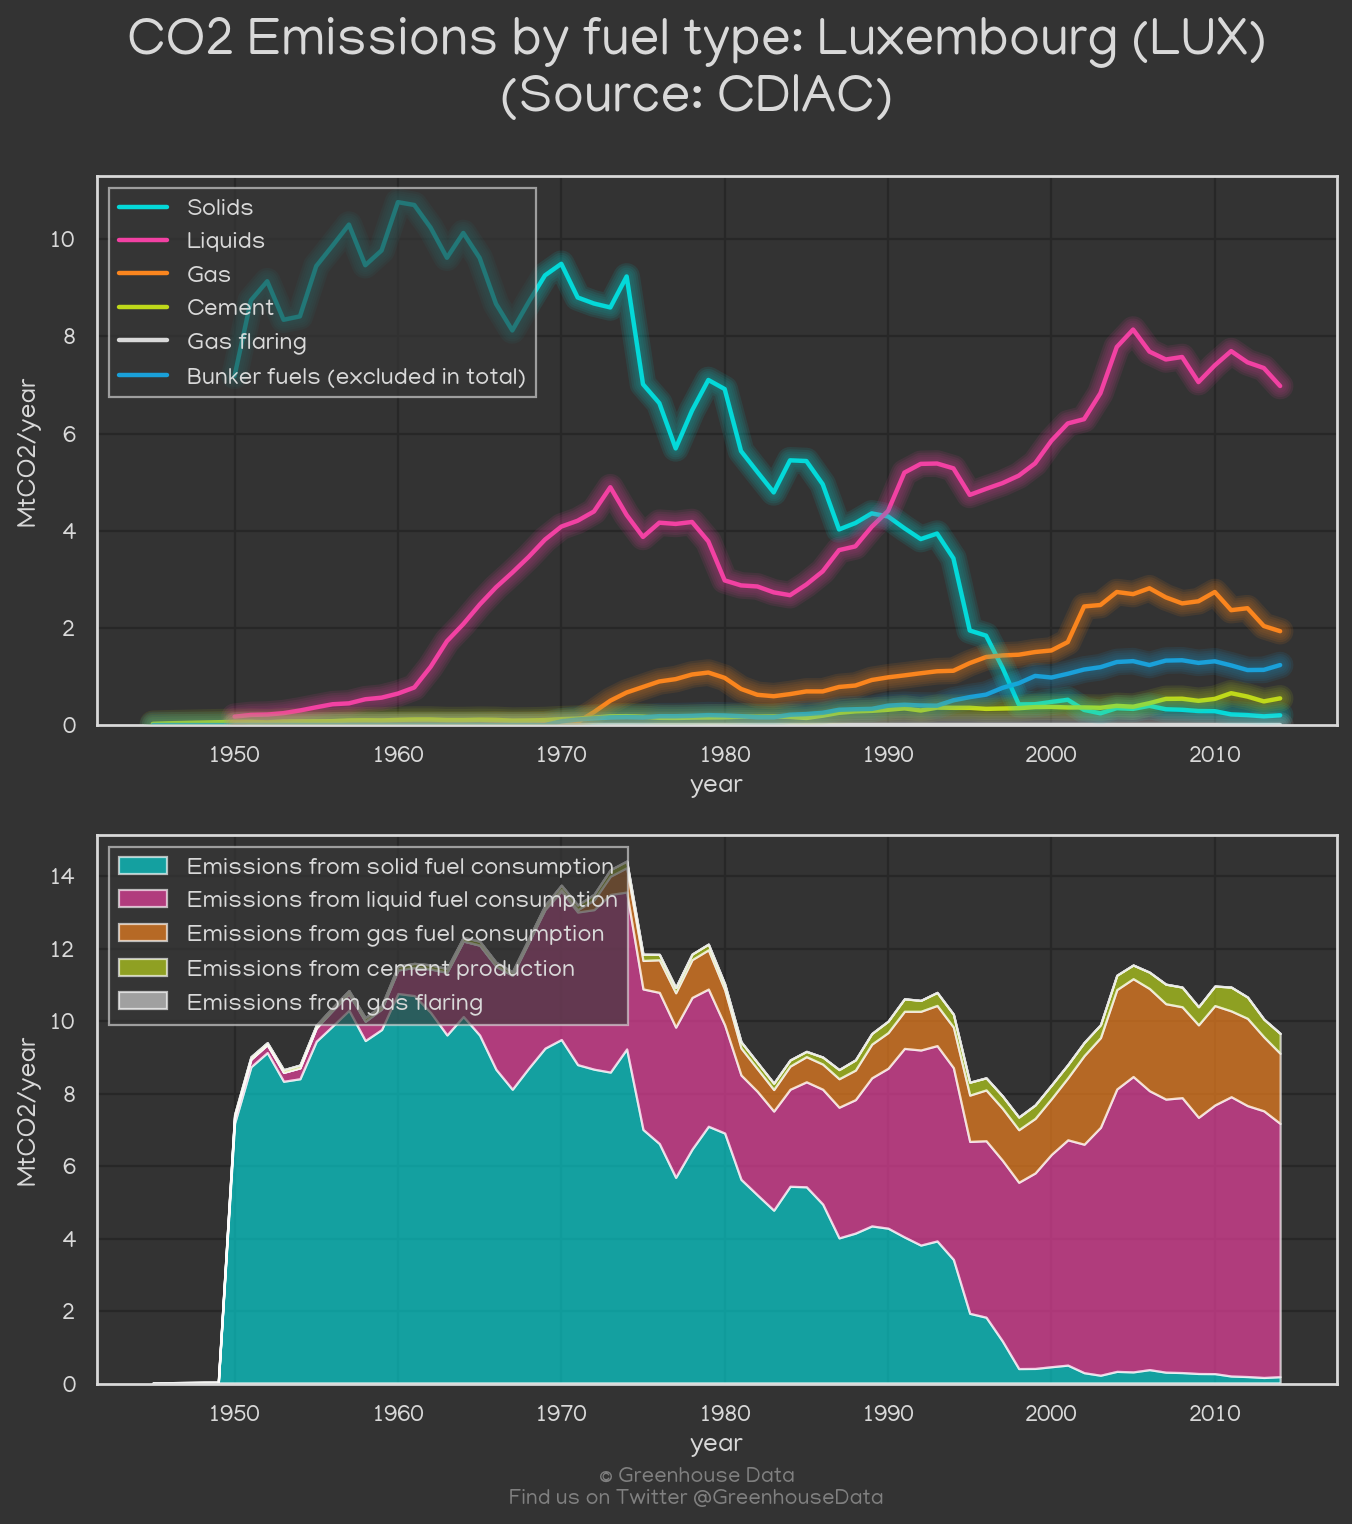 CO2 Emissions by fuel type: Luxembourg (LUX)
(Source: CDIAC)
Solids
Liquids
Gas
Cement
Gas flaring
Bunker fuels (excluded in total)
MtCO2/year
10
8
6
4
2
0
1950 1960 1970 1980 1990 2000 2010
year
Emissions from solid fuel consumption
Emissions from liquid fuel consumption
Emissions from gas fuel consumption
Emissions from cement production
Emissions from gas flaring
MtCO2/year
14
12
10
8
6
4
2
0
1950 1960 1970 1980 1990 2000 2010
year
© Greenhouse Data
Find us on Twitter @GreenhouseData